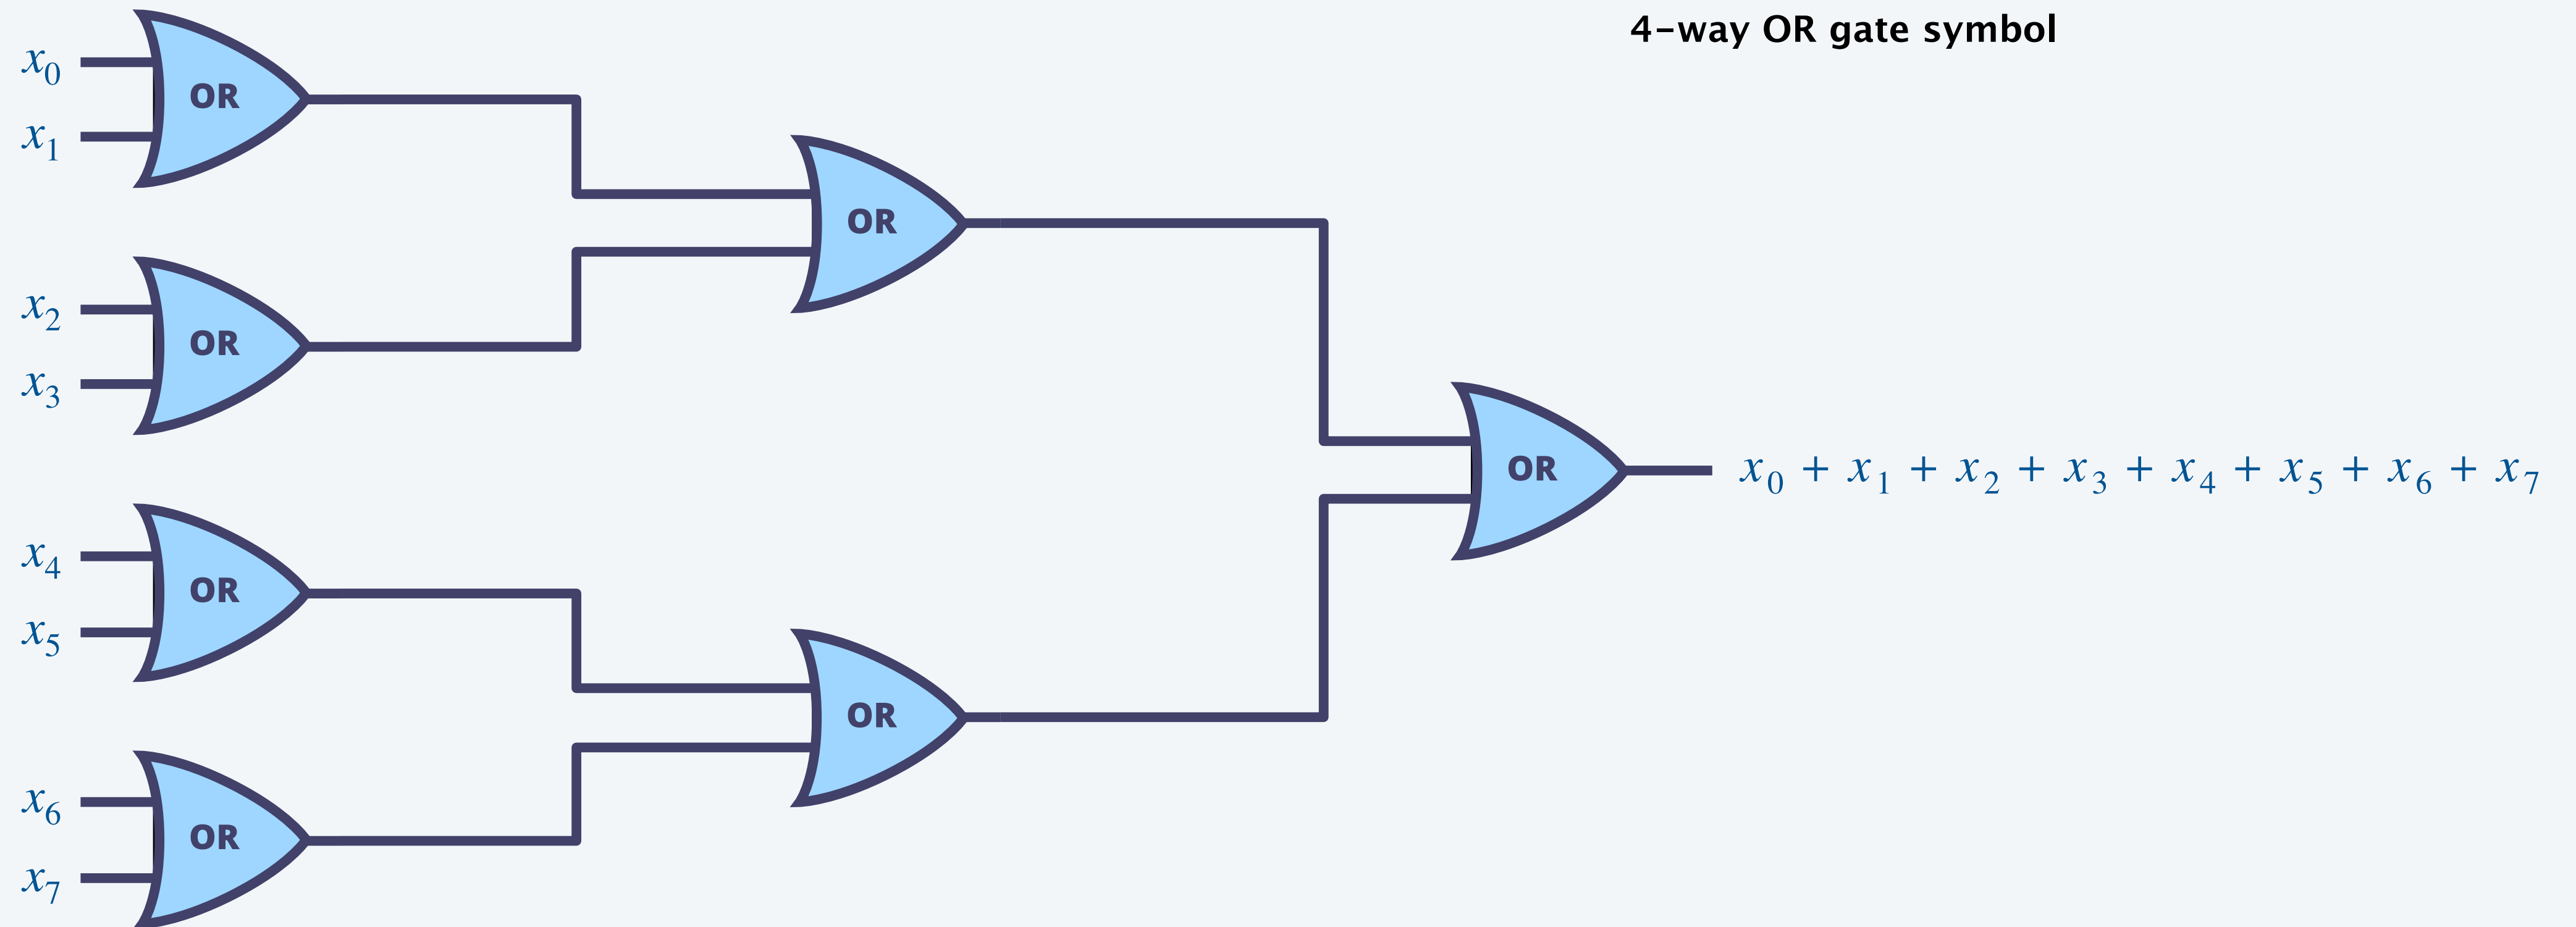 4-way OR gate symbol
x0
x1
OR
OR
x2
x3
OR
OR
x0 + x1 + x2 + x3 + x4 + x5 + x6 + x7
x4
x5
OR
OR
x6
x7
OR